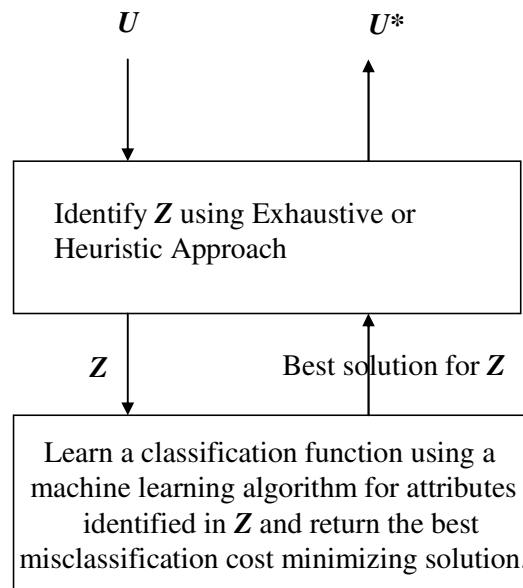 U
U*
Identify Z using Exhaustive or
Heuristic Approach
Z
Best solution for Z
Learn a classification function using a
machine learning algorithm for attributes
identified in Z and return the best
misclassification cost minimizing solution.